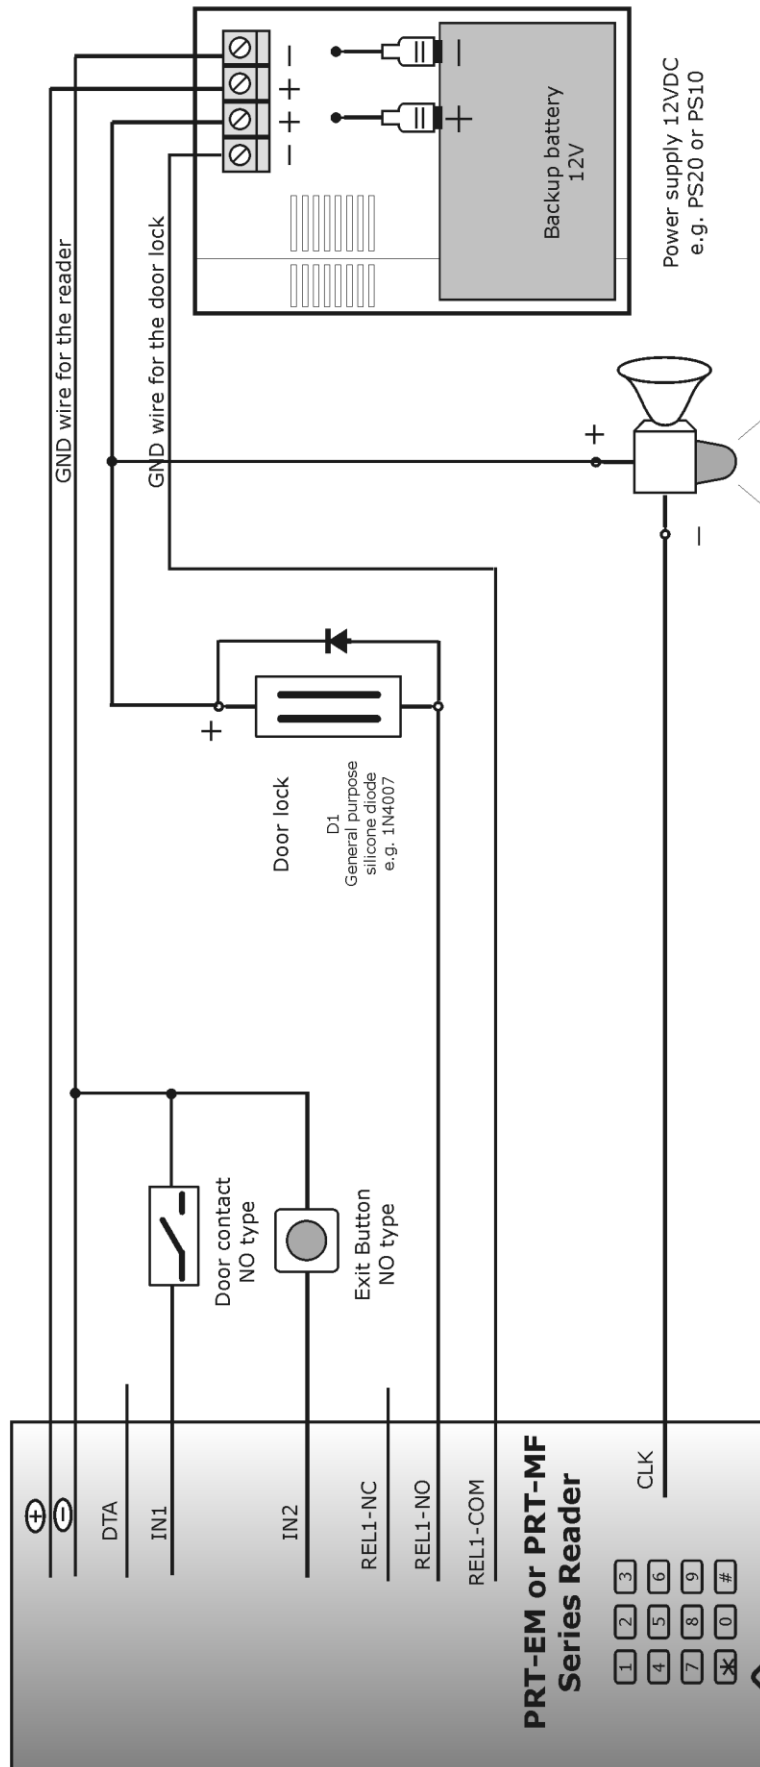 GND wire for the reader
GND wire for the door lock
−
+
+
−
−
+
Backup battery
12V
Power supply 12VDC
e.g. PS20 or PS10
+
−
+
Door lock
D1
General purpose
silicone diode
e.g. 1N4007
Door contact
NO type
Exit Button
NO type
+
−
DTA
IN1
IN2
REL1-NC
REL1-NO
REL1-COM
CLK
PRT-EM or PRT-MF
Series Reader
1 2 3
4 5 6
7 8 9
* 0 #